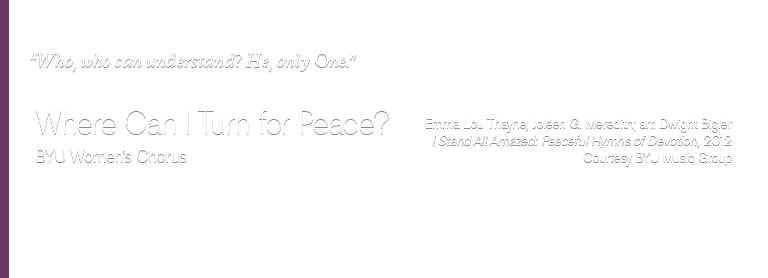 “Who, who can understand? He, only One.”
Where Can I Turn for Peace?
BYU Women's Chorus
Emma Lou Thayne, Joleen G. Meredith; arr. Dwight Bigler
I Stand All Amazed: Peaceful Hymns of Devotion, 2012
Courtesy BYU Music Group